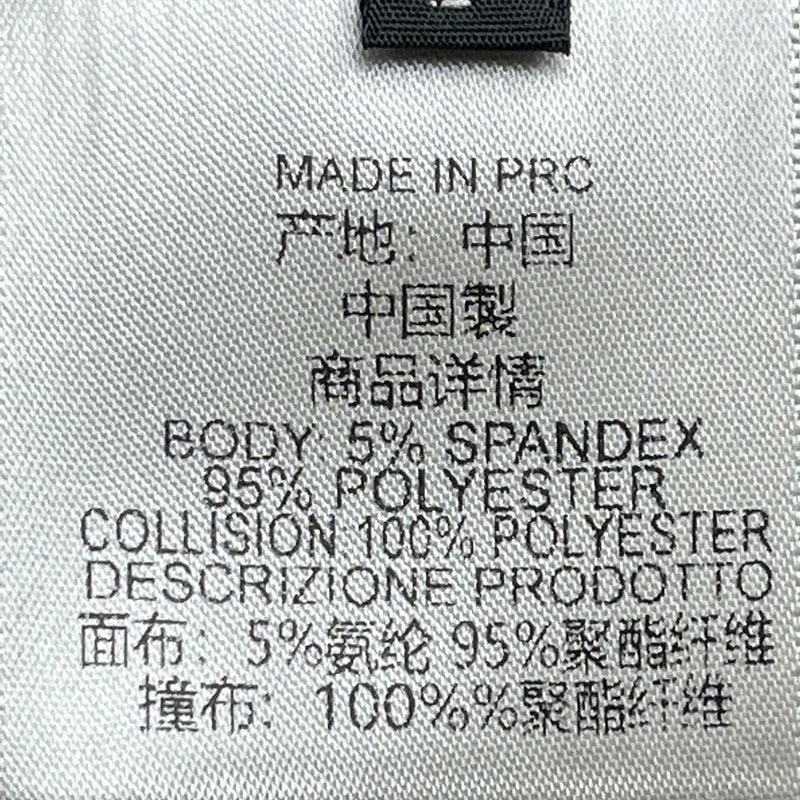 MADE IN PRC
产地：中国
中国製
商品详情
BODY: 5% SPANDEX
95% POLYESTER
COLLISION:100% POLYESTER
DESCRIZIONE PRODOTTO
面布：5%氨纶 95%聚酯纤维
撞布：100%%聚酯纤维